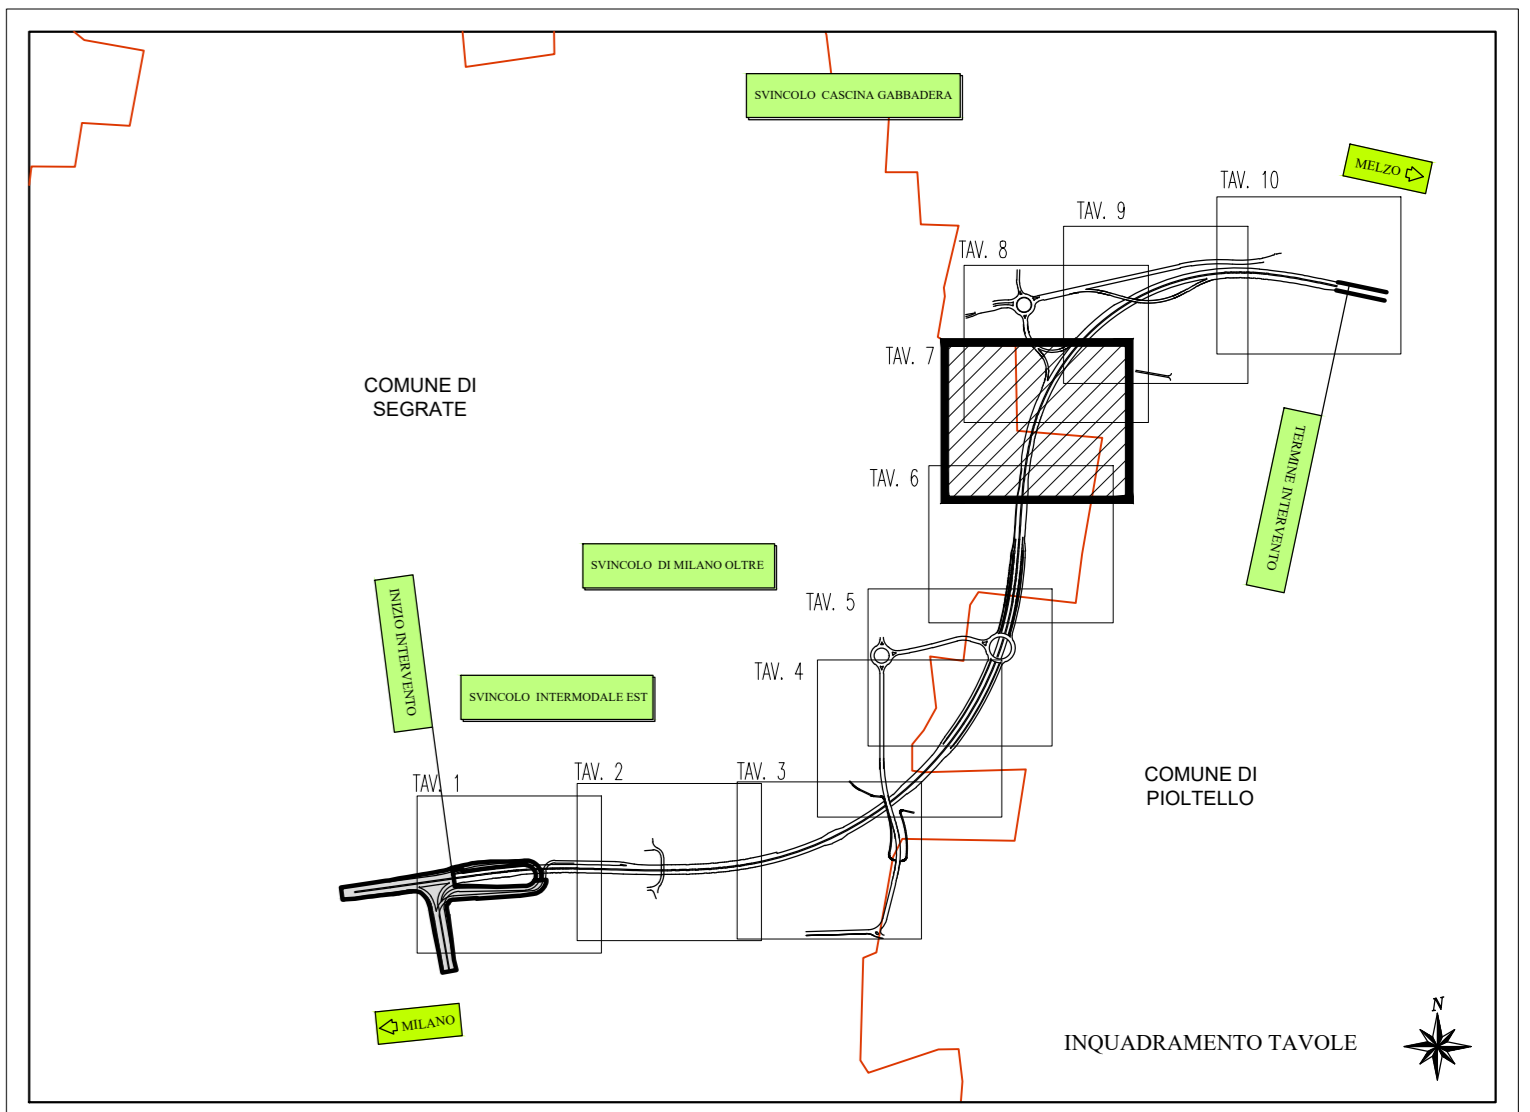 SVINCOLO CASCINA GABBADERA
MELZO
TAV. 10
TAV. 9
TAV. 8
TAV. 7
COMUNE DI
SEGRATE
TAV. 6
TERMINE INTERVENTO
SVINCOLO DI MILANO OLTRE
TAV. 5
INIZIO INTERVENTO
TAV. 4
SVINCOLO INTERMODALE EST
TAV. 3
TAV. 2
TAV. 1
COMUNE DI
PIOLTELLO
MILANO
N
INQUADRAMENTO TAVOLE